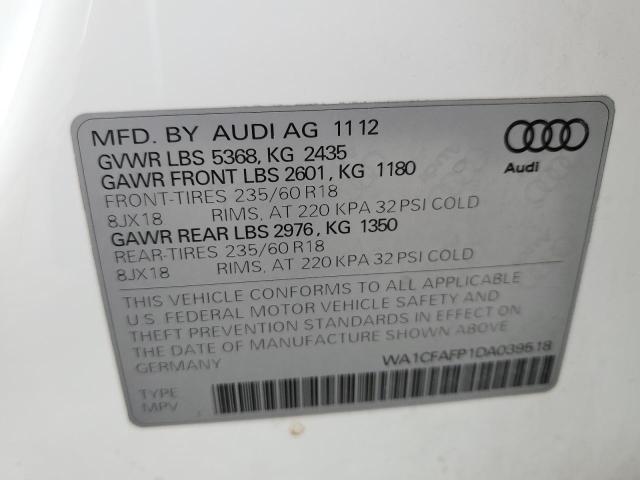 MFD. BY AUDI AG 11 12
GVWR LBS 5368, KG 2435
GAWR FRONT LBS 2601, KG 1180
FRONT-TIRES 235/60 R18
8JX18 RIMS, AT 220 KPA 32 PSI COLD
GAWR REAR LBS 2976, KG 1350
REAR-TIRES 235/60 R18
8JX18 RIMS, AT 220 KPA 32 PSI COLD
Audi
THIS VEHICLE CONFORMS TO ALL APPLICABLE
U.S. FEDERAL MOTOR VEHICLE SAFETY AND
THEFT PREVENTION STANDARDS IN EFFECT ON
THE DATE OF MANUFACTURE SHOWN ABOVE
GERMANY
WA1CFAFP1DA039518
TYPE
MPV